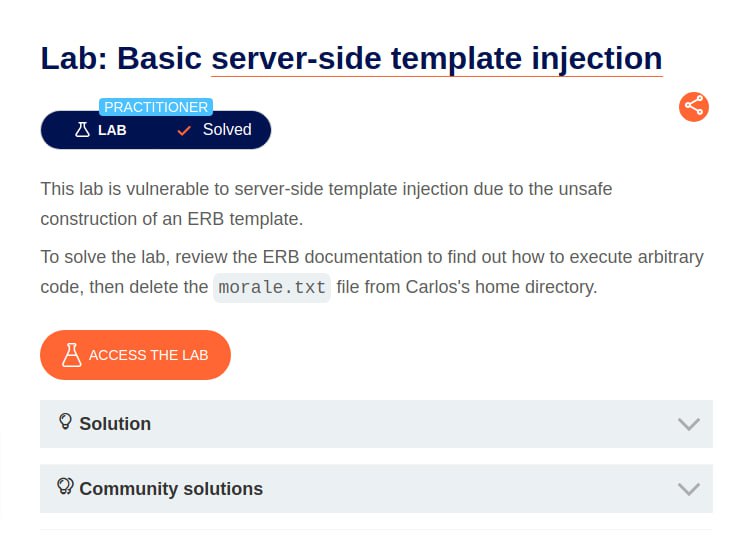 Lab: Basic server-side template injection
PRACTITIONER
LAB Solved
This lab is vulnerable to server-side template injection due to the unsafe
construction of an ERB template.
To solve the lab, review the ERB documentation to find out how to execute arbitrary
code, then delete the morale.txt file from Carlos's home directory.
ACCESS THE LAB
Solution
Community solutions